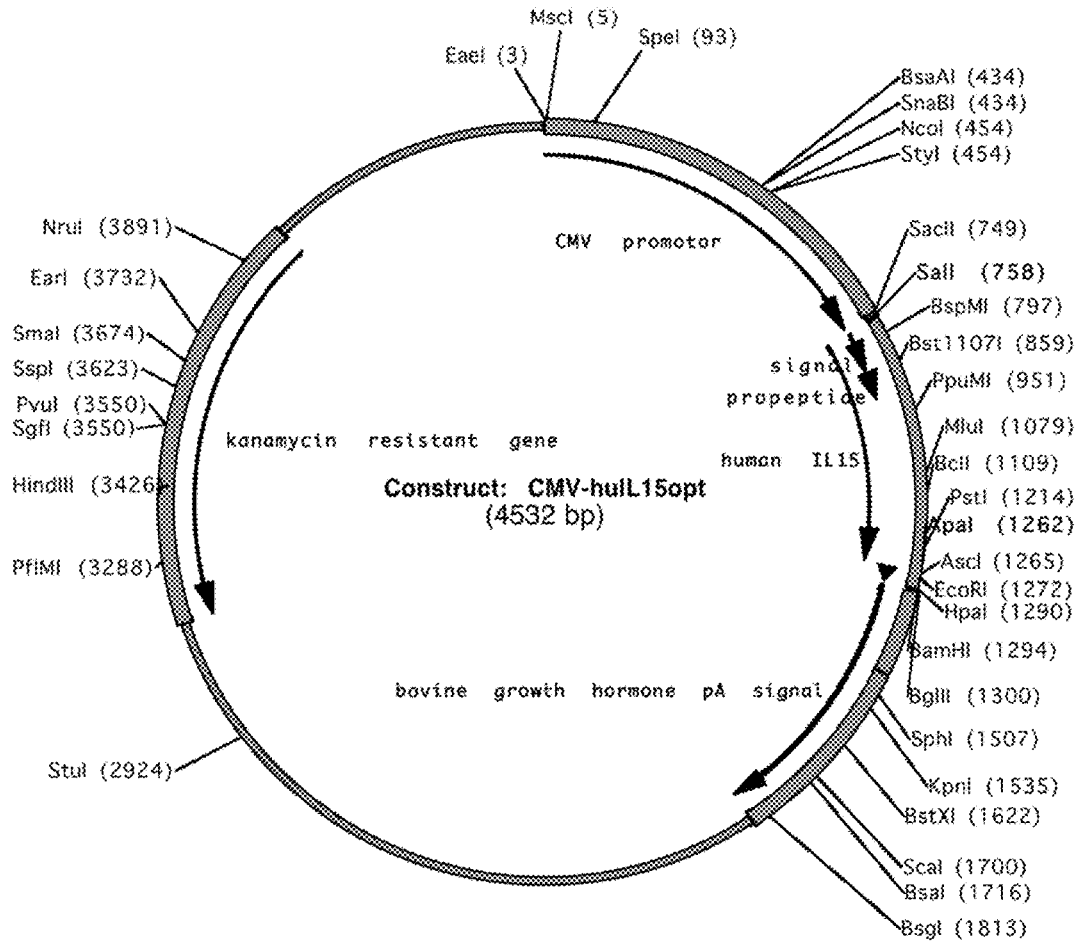 MscI (5)
EaeI (3)
SpeI (93)
BsaAI (434)
SnaBI (434)
NcoI (454)
StyI (454)
SacII (749)
SalI (758)
BspMI (797)
Bst1107I (859)
PpuMI (951)
MluI (1079)
BclI (1109)
PstI (1214)
ApaI (1262)
AscI (1265)
EcoRI (1272)
HpaI (1290)
BamHI (1294)
BglII (1300)
SphI (1507)
KpnI (1535)
BstXI (1622)
ScaI (1700)
BsaI (1716)
BsgI (1813)
NruI (3891)
EarI (3732)
SmaI (3674)
SspI (3623)
PvuI (3550)
SgfI (3550)
HindIII (3426
PflMI (3288)
StuI (2924)
CMV promotor
signal
propeptide
human IL15
kanamycin resistant gene
Construct: CMV-huIL15opt
(4532 bp)
bovine growth hormone pA signal